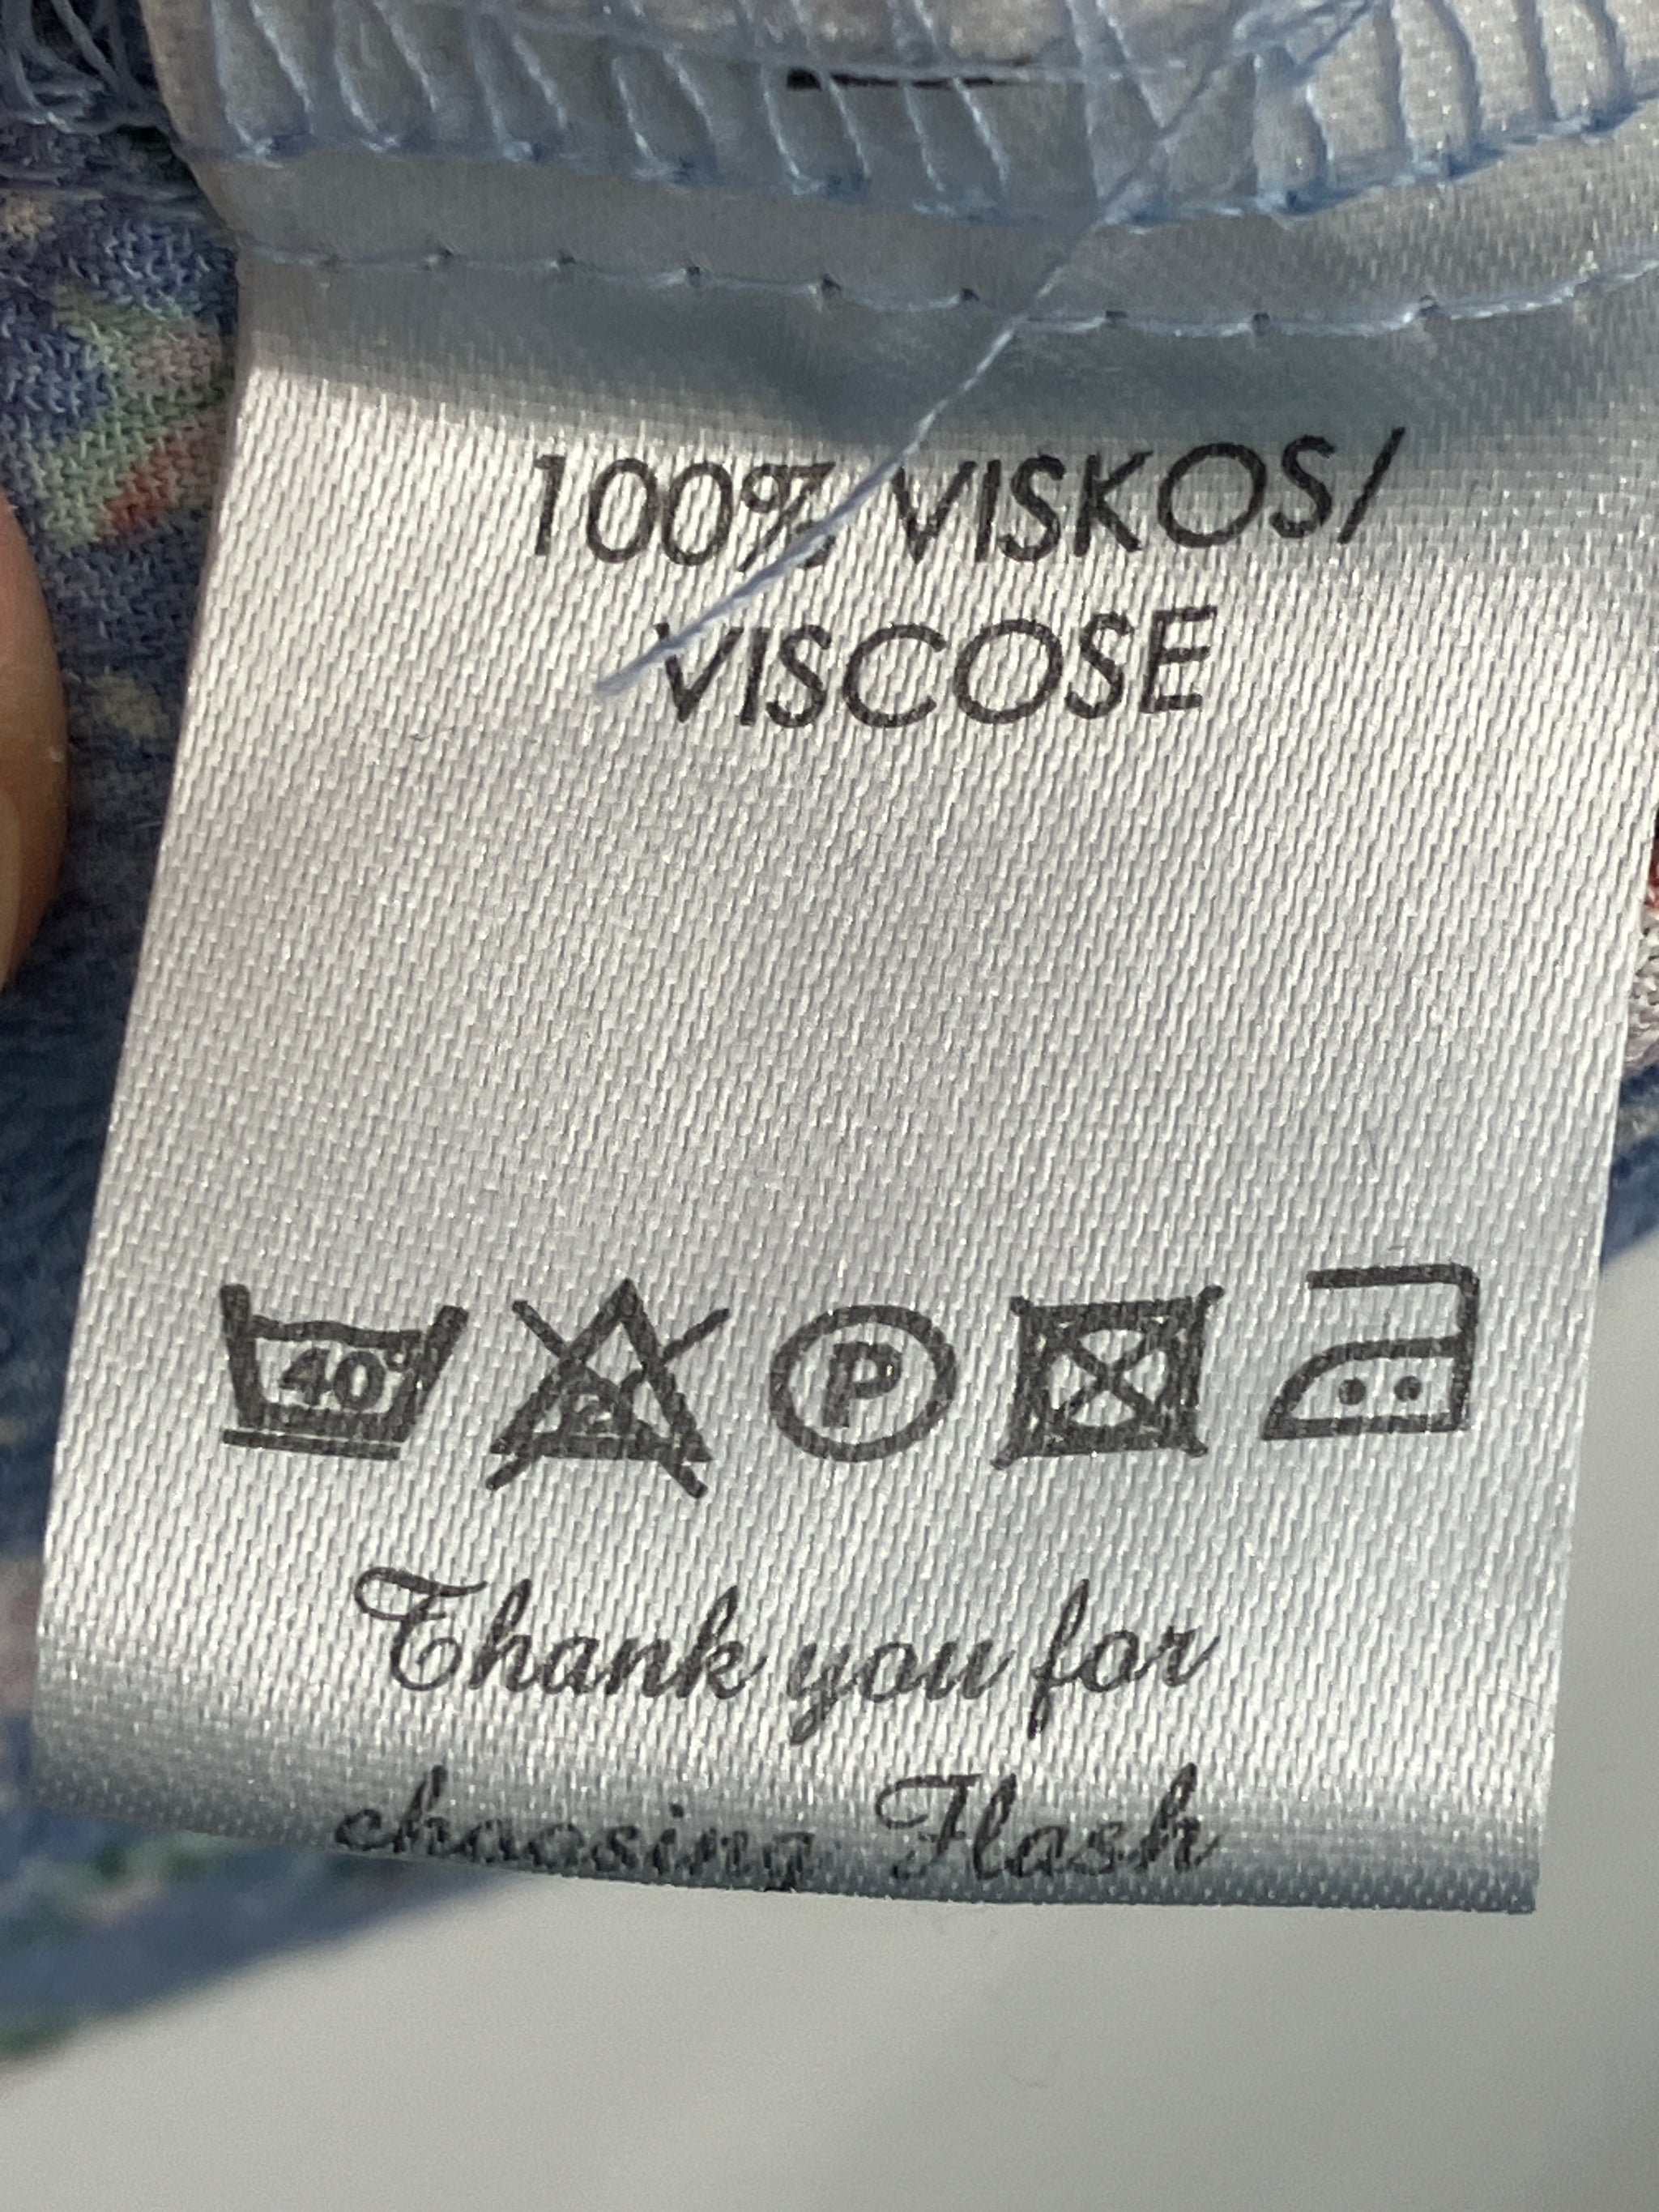 100% VISKOS/
VISCOSE
40°
P
Thank you for
choosing Flash